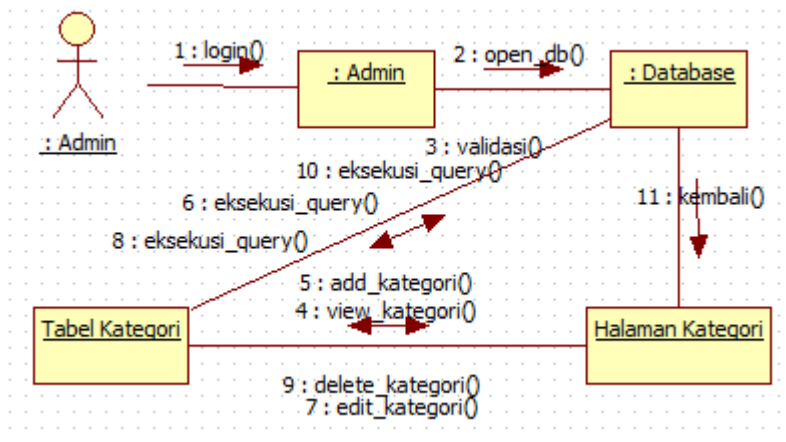 1 : login()
2 : open_db()
: Admin
: Database
: Admin
3 : validasi()
10 : eksekusi_query()
6 : eksekusi_query()
11 : kembali()
8 : eksekusi_query()
5 : add_kategori()
4 : view_kategori()
Tabel Kategori
Halaman Kategori
9 : delete_kategori()
7 : edit_kategori()